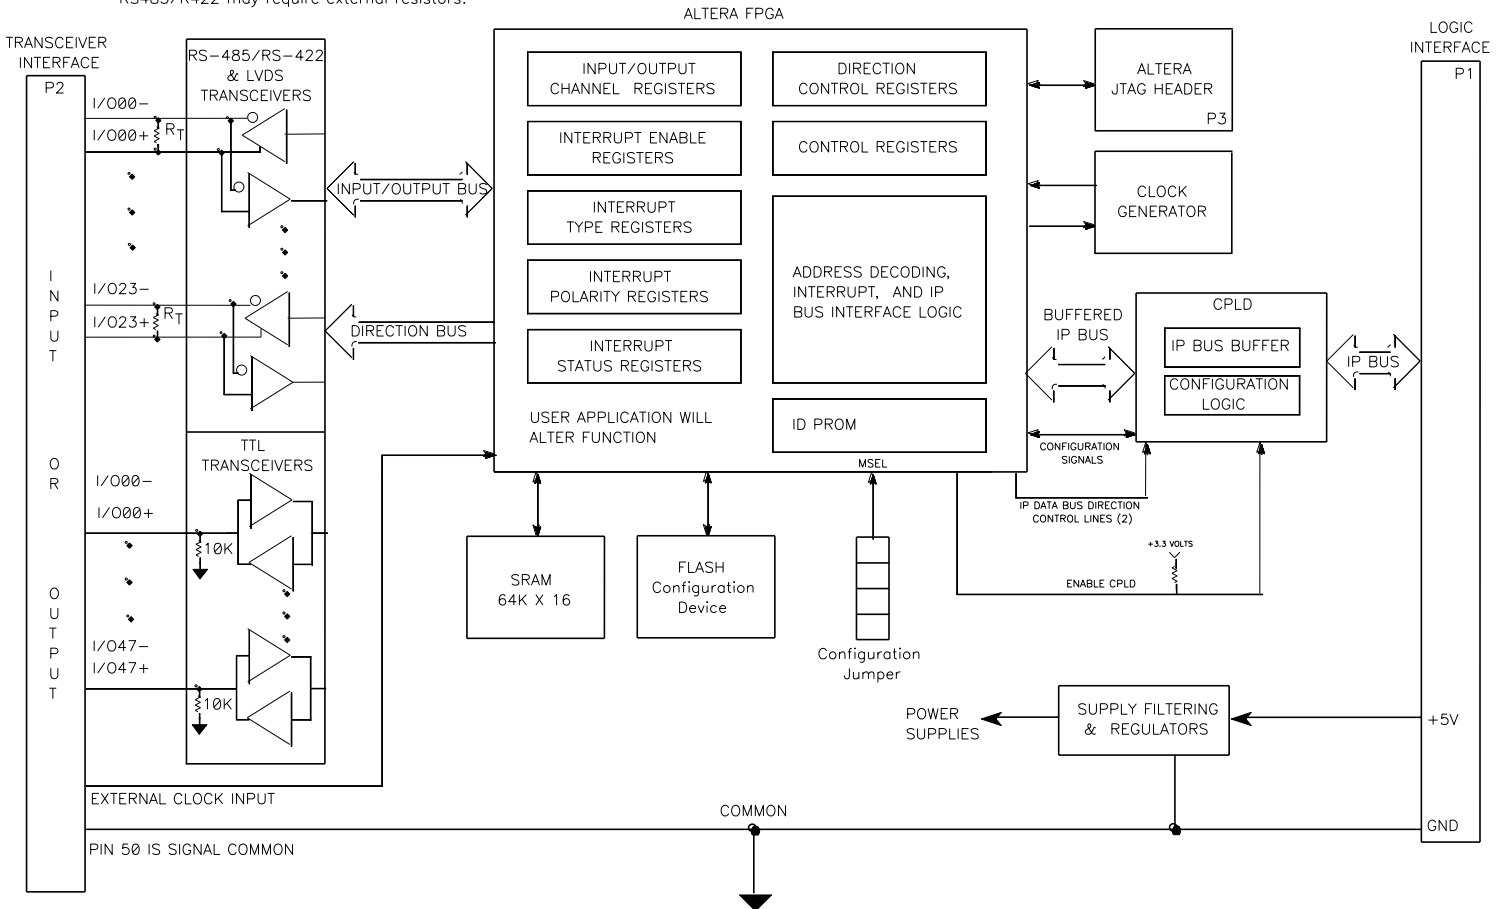 RS485/R422 may require external resistors.
ALTERA FPGA
TRANSCEIVER
INTERFACE
P2
I/O00-
I/O00+
RT
I/O23-
I/O23+
RT
INPUT
OR
OUTPUT
I/O00-
I/O00+
I/O47-
I/O47+
RS-485/RS-422
& LVDS
TRANSCEIVERS
TTL
TRANSCEIVERS
10K
10K
INPUT/OUTPUT BUS
DIRECTION BUS
INPUT/OUTPUT
CHANNEL REGISTERS
INTERRUPT ENABLE
REGISTERS
INTERRUPT
TYPE REGISTERS
INTERRUPT
POLARITY REGISTERS
INTERRUPT
STATUS REGISTERS
USER APPLICATION WILL
ALTER FUNCTION
DIRECTION
CONTROL REGISTERS
CONTROL REGISTERS
ADDRESS DECODING,
INTERRUPT, AND IP
BUS INTERFACE LOGIC
ID PROM
MSEL
ALTERA
JTAG HEADER
P3
CLOCK
GENERATOR
BUFFERED
IP BUS
CPLD
IP BUS BUFFER
CONFIGURATION
LOGIC
IP BUS
LOGIC
INTERFACE
P1
CONFIGURATION
SIGNALS
IP DATA BUS DIRECTION
CONTROL LINES (2)
+3.3 VOLTS
ENABLE CPLD
SRAM
64K X 16
FLASH
Configuration
Device
Configuration
Jumper
POWER
SUPPLIES
SUPPLY FILTERING
& REGULATORS
+5V
EXTERNAL CLOCK INPUT
COMMON
GND
PIN 50 IS SIGNAL COMMON